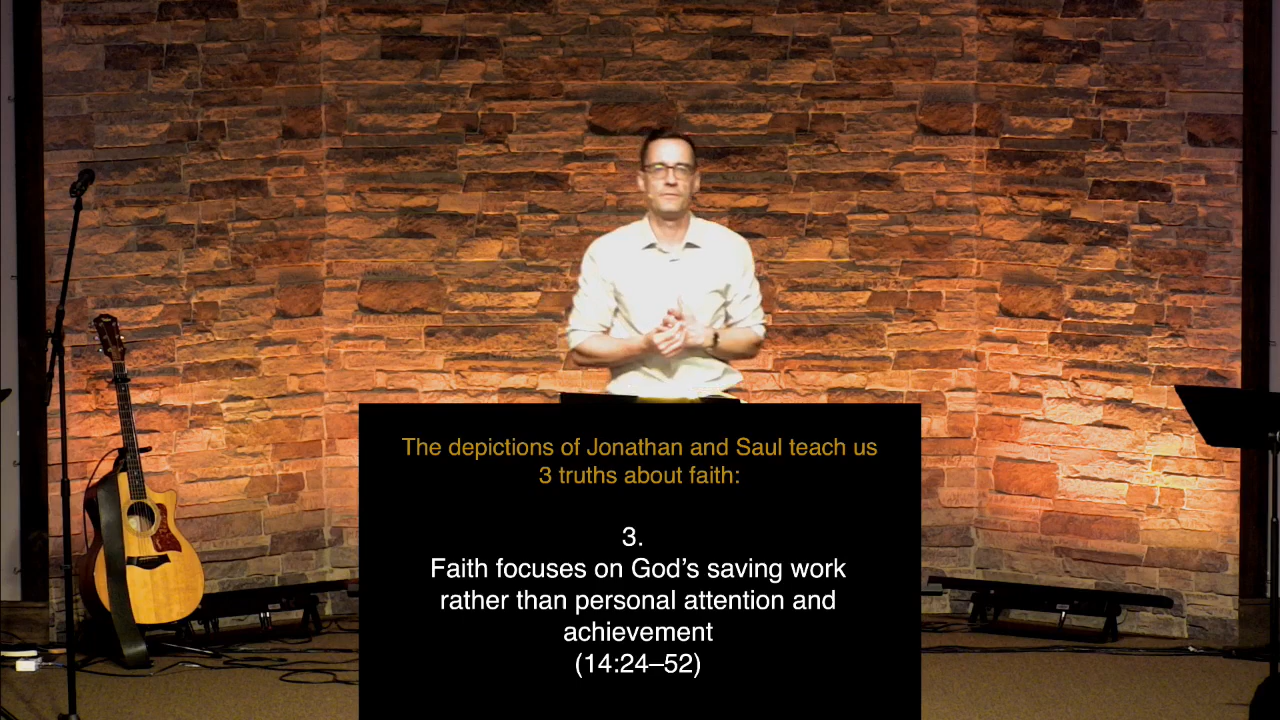 The depictions of Jonathan and Saul teach us
3 truths about faith:
3.
Faith focuses on God's saving work
rather than personal attention and
achievement
(14:24–52)